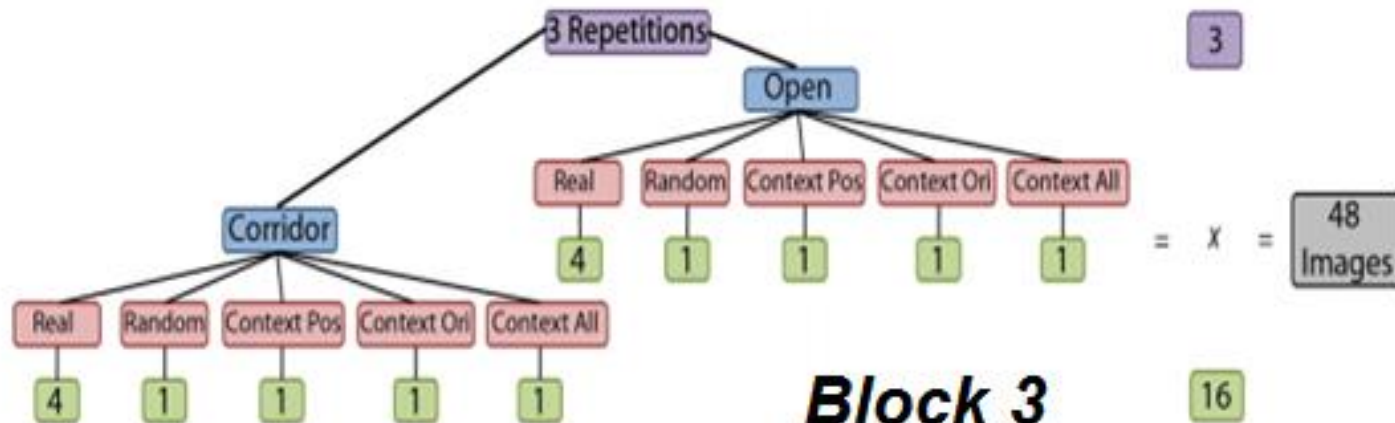 3 Repetitions
3
Open
Real Random Context Pos Context Ori Context All
Corridor
4 1 1 1 1
= x =
48
Images
Real Random Context Pos Context Ori Context All
4 1 1 1 1
Block 3
16